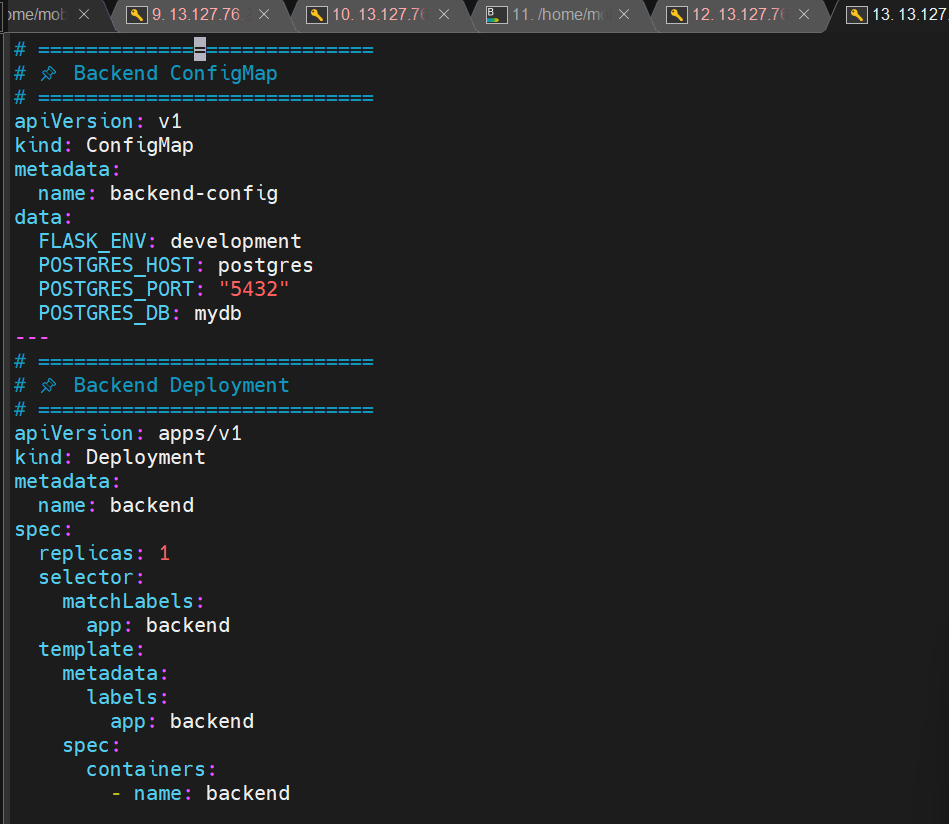 9. 13.127.76. 10. 13.127.76 11. /home/mo 12. 13.127.76 13. 13.127.
# ============================
# Backend ConfigMap
# ============================
apiVersion: v1
kind: ConfigMap
metadata:
  name: backend-config
data:
  FLASK_ENV: development
  POSTGRES_HOST: postgres
  POSTGRES_PORT: "5432"
  POSTGRES_DB: mydb
---
# ============================
# Backend Deployment
# ============================
apiVersion: apps/v1
kind: Deployment
metadata:
  name: backend
spec:
  replicas: 1
  selector:
    matchLabels:
      app: backend
  template:
    metadata:
      labels:
        app: backend
    spec:
      containers:
        - name: backend